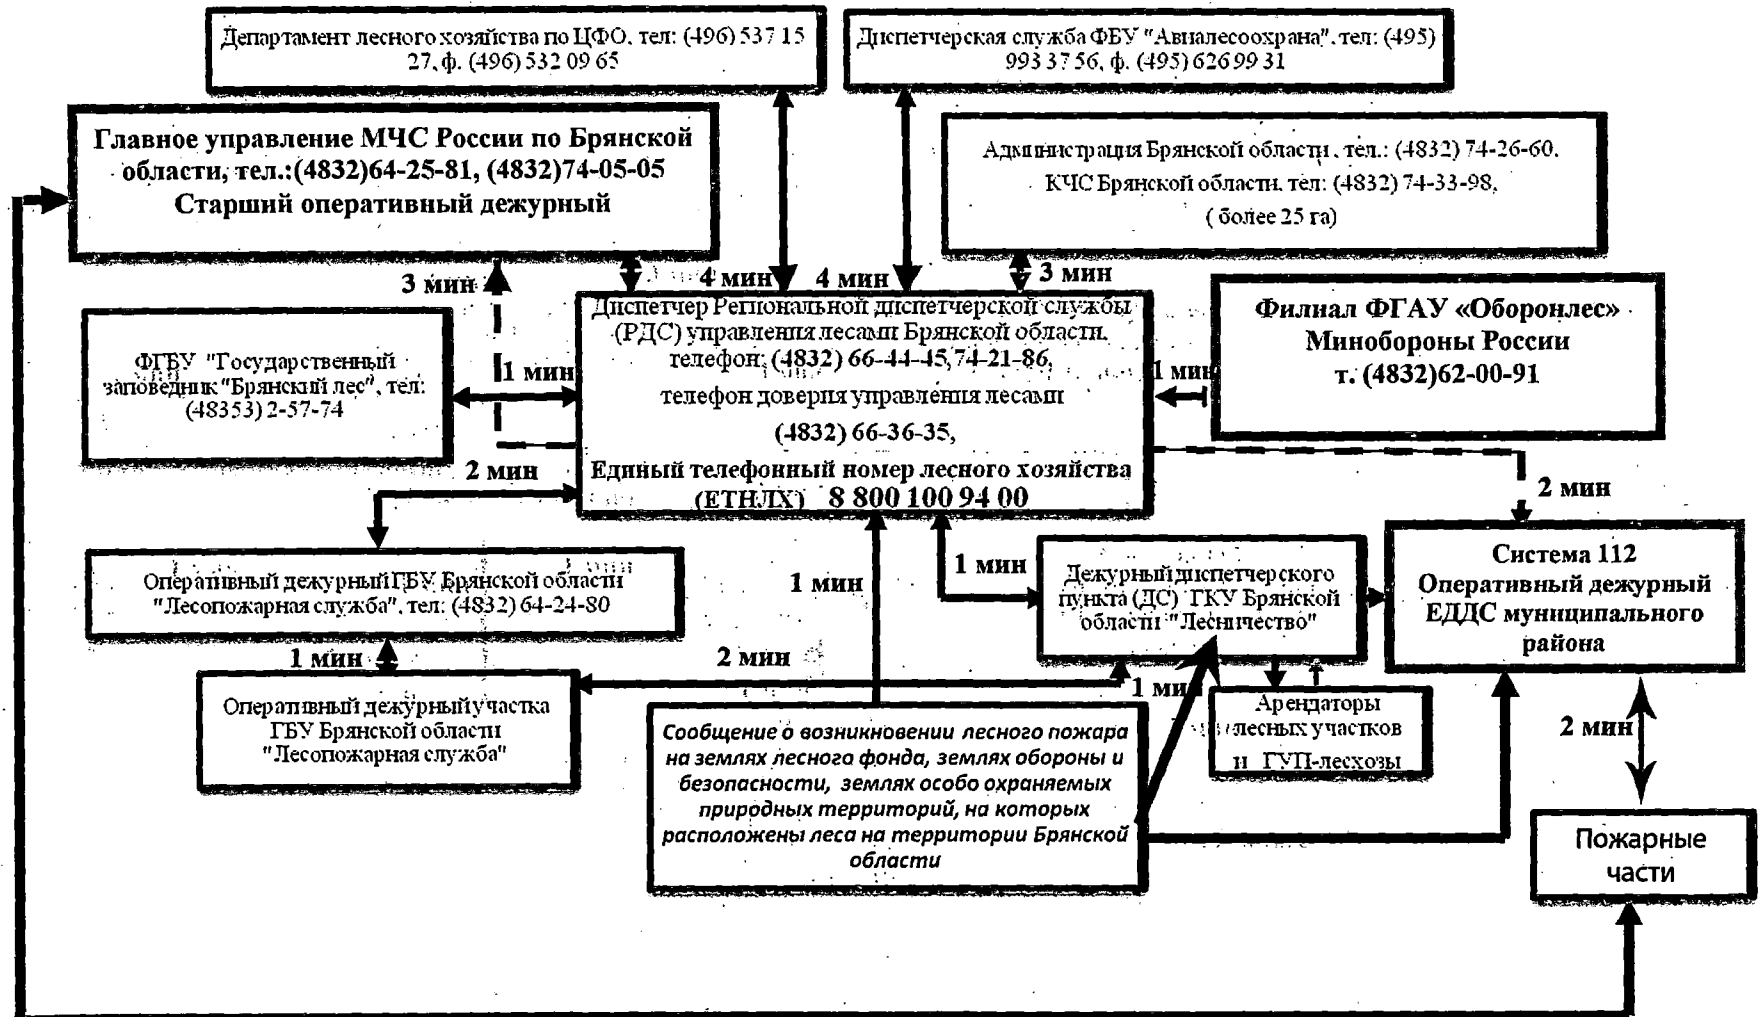 Департамент лесного хозяйства по ЦФО, тел: (496) 537 15
27, ф. (496) 532 09 65
Диспетчерская служба ФБУ "Авиалесоохрана", тел: (495)
993 37 56, ф. (495) 626 99 31
Главное управление МЧС России по Брянской
области, тел.:(4832)64-25-81, (4832)74-05-05
Старший оперативный дежурный
Администрация Брянской области, тел.: (4832) 74-26-60,
КЧС Брянской области, тел: (4832) 74-33-98,
( более 25 га)
3 мин
4 мин
4 мин
3 мин
Диспетчер Региональной диспетчерской службы
(РДС) управления лесами Брянской области,
телефон: (4832) 66-44-45,74-21-86,
телефон доверия управления лесами
(4832) 66-36-35,
Единый телефонный номер лесного хозяйства
(ЕТНЛХ) 8 800 100 94 00
Филиал ФГАУ «Оборонлес»
Минобороны России
т. (4832)62-00-91
ФГБУ "Государственный
заповедник "Брянский лес", тел:
(48353) 2-57-74
1 мин
1 мин
2 мин
2 мин
Оперативный дежурный ГБУ Брянской области
"Лесопожарная служба", тел: (4832) 64-24-80
1 мин
1 мин
Дежурный диспетчерского
пункта (ДС) ГКУ Брянской
области "Лесничество"
Система 112
Оперативный дежурный
ЕДДС муниципального
района
1 мин
2 мин
1 мин
Оперативный дежурный участка
ГБУ Брянской области
"Лесопожарная служба"
Сообщение о возникновении лесного пожара
на землях лесного фонда, землях обороны и
безопасности, землях особо охраняемых
природных территорий, на которых
расположены леса на территории Брянской
области
Арендаторы
лесных участков
и ГУП-лесхозы
2 мин
Пожарные
части